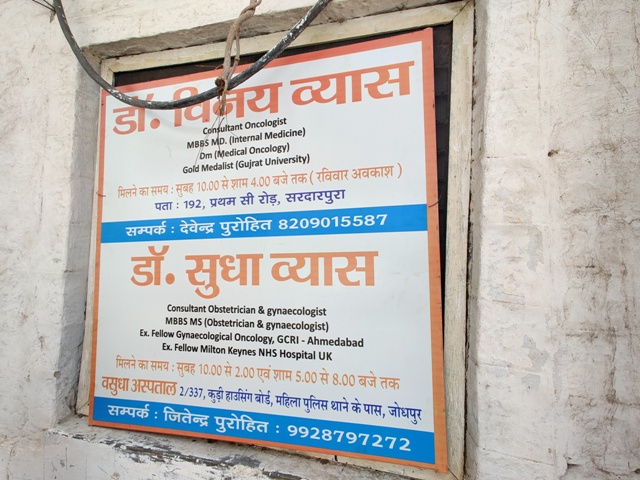 डॉ. विनय व्यास
Consultant Oncologist
MBBS MD. (Internal Medicine)
Dm (Medical Oncology)
Gold Medalist (Gujrat University)
मिलने का समय : सुबह 10.00 से शाम 4.00 बजे तक ( रविवार अवकाश )
पता : 192, प्रथम सी रोड़, सरदारपुरा
सम्पर्क : देवेन्द्र पुरोहित 8209015587
डॉ. सुधा व्यास
Consultant Obstetrician & gynaecologist
MBBS MS (Obstetrician & gynaecologist)
Ex. Fellow Gynaecological Oncology, GCRI - Ahmedabad
Ex. Fellow Milton Keynes NHS Hospital UK
मिलने का समय : सुबह 10.00 से 2.00 एवं शाम 5.00 से 8.00 बजे तक
वसुधा अस्पताल 2/337, कुड़ी हाउसिंग बोर्ड, महिला पुलिस थाने के पास, जोधपुर
सम्पर्क : जितेन्द्र पुरोहित : 9928797272